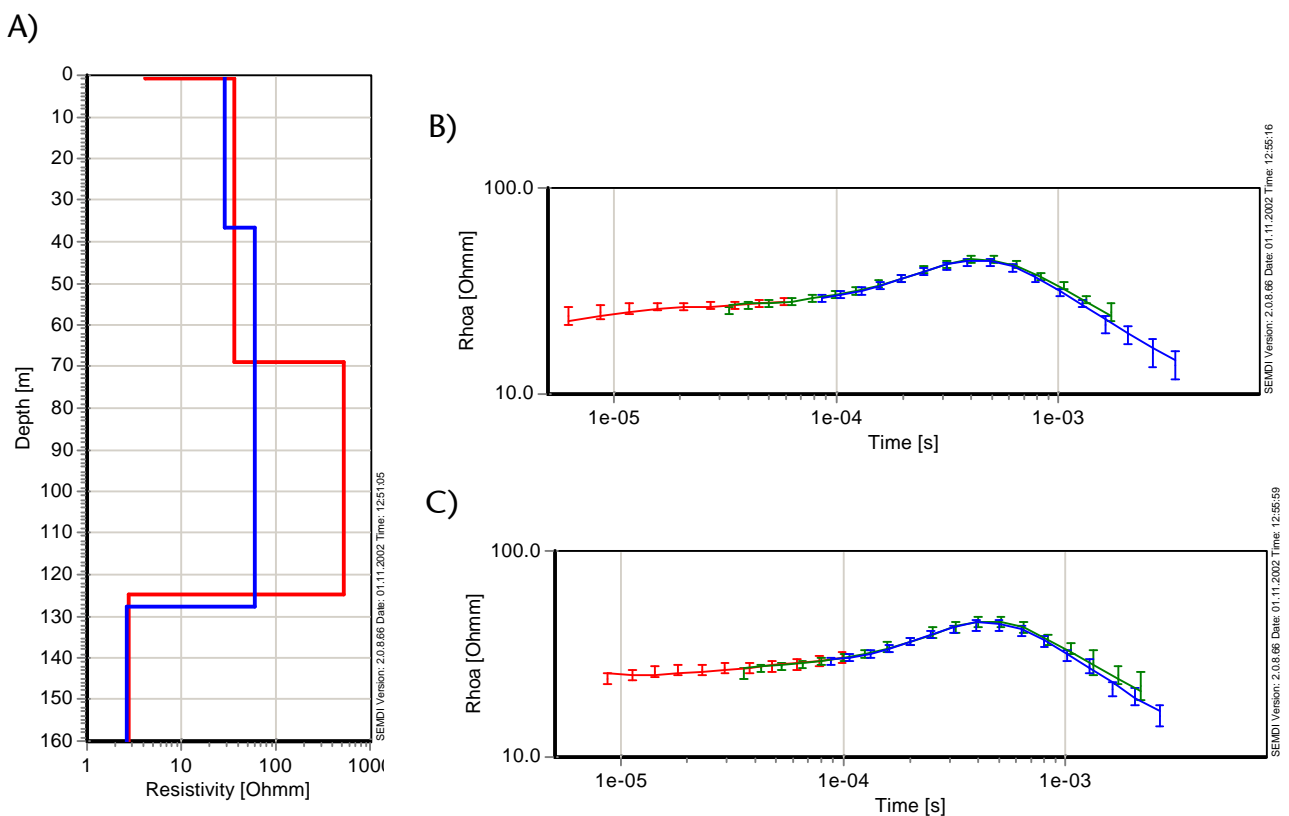 A)
0
10
20
30
40
50
60
70
80
90
100
110
120
130
140
150
160
Depth [m]
1
10
100
1000
Resistivity [Ohmm]
SEMDI Version: 2.0.8.66 Date: 01.11.2002 Time: 12:51:05
B)
100.0
10.0
Rhoa [Ohmm]
1e-05
1e-04
1e-03
Time [s]
SEMDI Version: 2.0.8.66 Date: 01.11.2002 Time: 12:55:16
C)
100.0
10.0
Rhoa [Ohmm]
1e-05
1e-04
1e-03
Time [s]
SEMDI Version: 2.0.8.66 Date: 01.11.2002 Time: 12:55:59